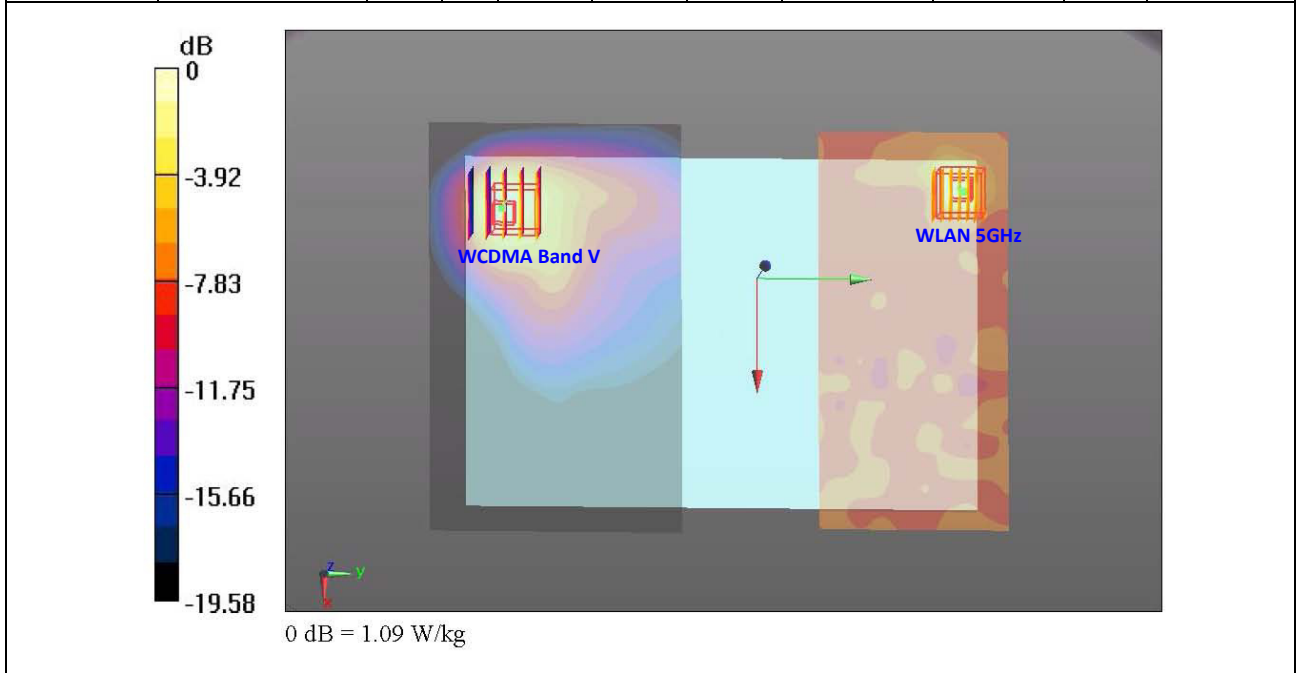 dB
0
-3.92
-7.83
-11.75
-15.66
-19.58
WCDMA Band V
WLAN 5GHz
z
y
x
0 dB = 1.09 W/kg